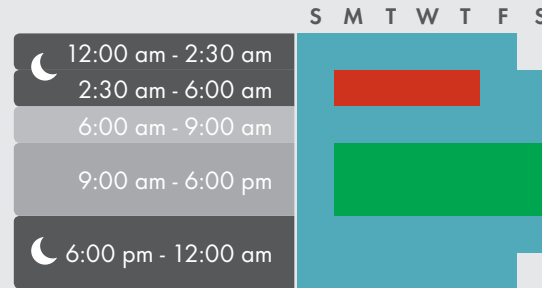 S M T W T F S
12:00 am - 2:30 am
2:30 am - 6:00 am
6:00 am - 9:00 am
9:00 am - 6:00 pm
6:00 pm - 12:00 am